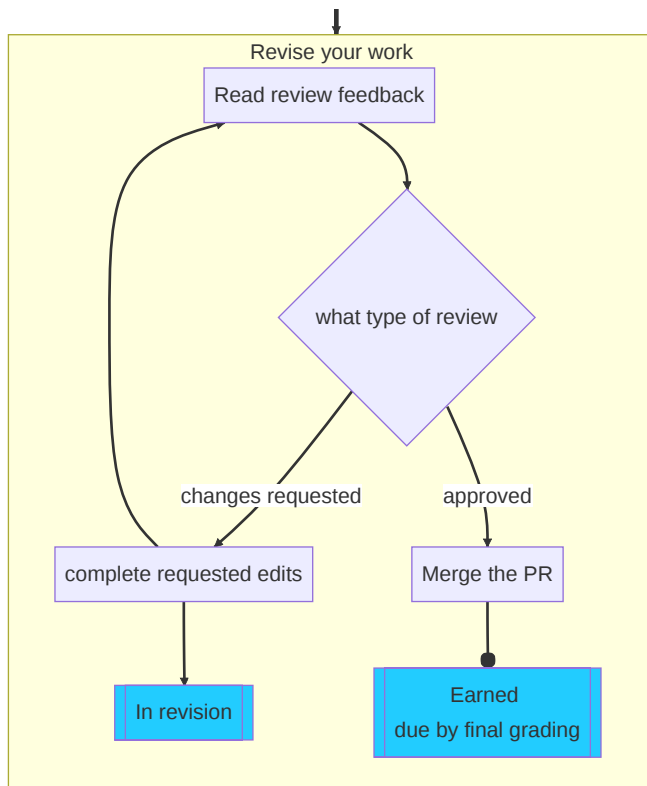 Revise your work
Read review feedback
what type of review
changes requested
approved
complete requested edits
Merge the PR
In revision
Earned
due by final grading